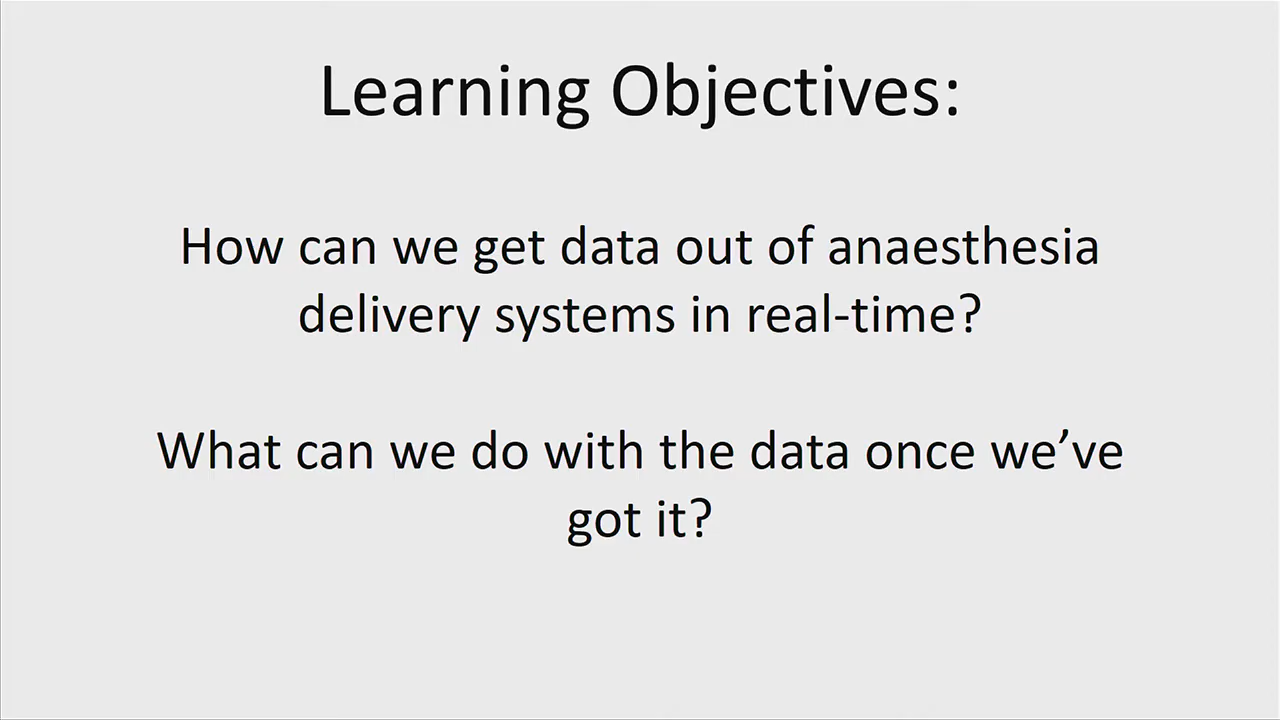 Learning Objectives:
How can we get data out of anaesthesia
delivery systems in real-time?
What can we do with the data once we’ve
got it?